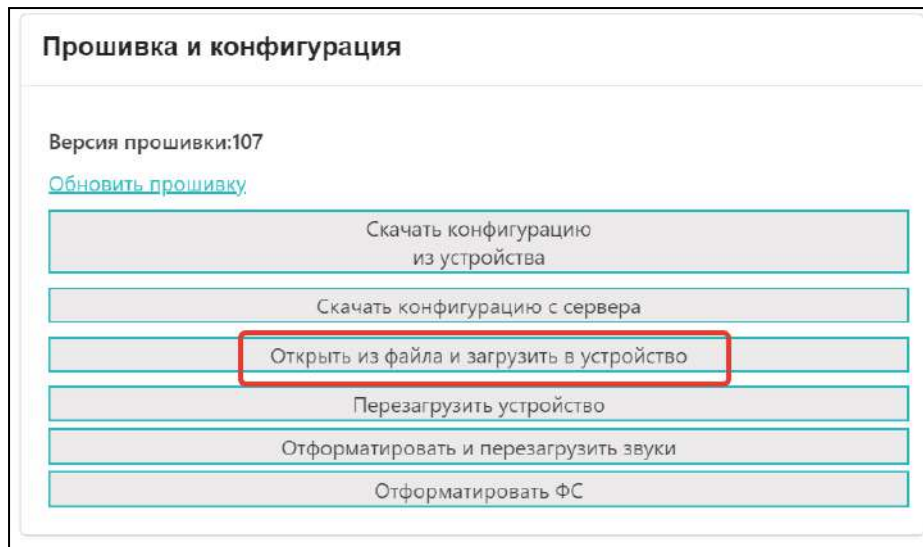 Прошивка и конфигурация
Версия прошивки:107
Обновить прошивку
Скачать конфигурацию
из устройства
Скачать конфигурацию с сервера
Открыть из файла и загрузить в устройство
Перезагрузить устройство
Отформатировать и перезагрузить звуки
Отформатировать ФС